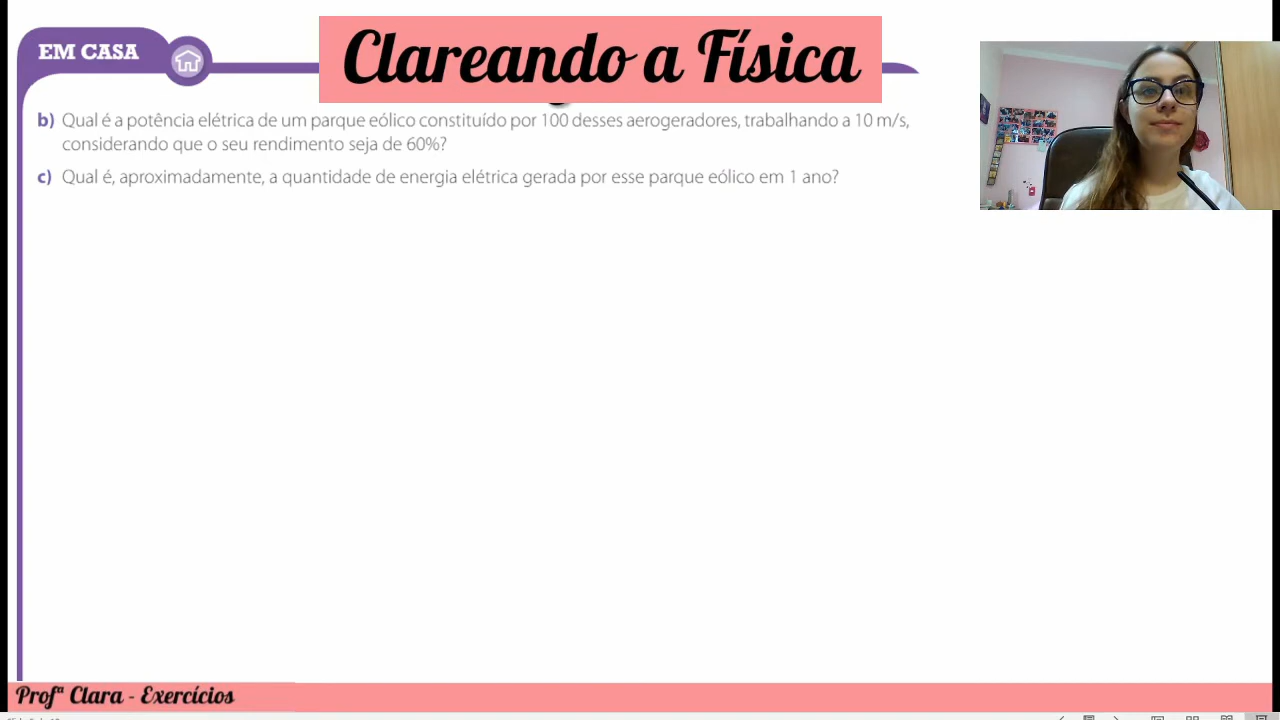 EM CASA
Clareando a Física
b) Qual é a potência elétrica de um parque eólico constituído por 100 desses aerogeradores, trabalhando a 10 m/s,
considerando que o seu rendimento seja de 60%?
c) Qual é, aproximadamente, a quantidade de energia elétrica gerada por esse parque eólico em 1 ano?
Profª Clara - Exercícios